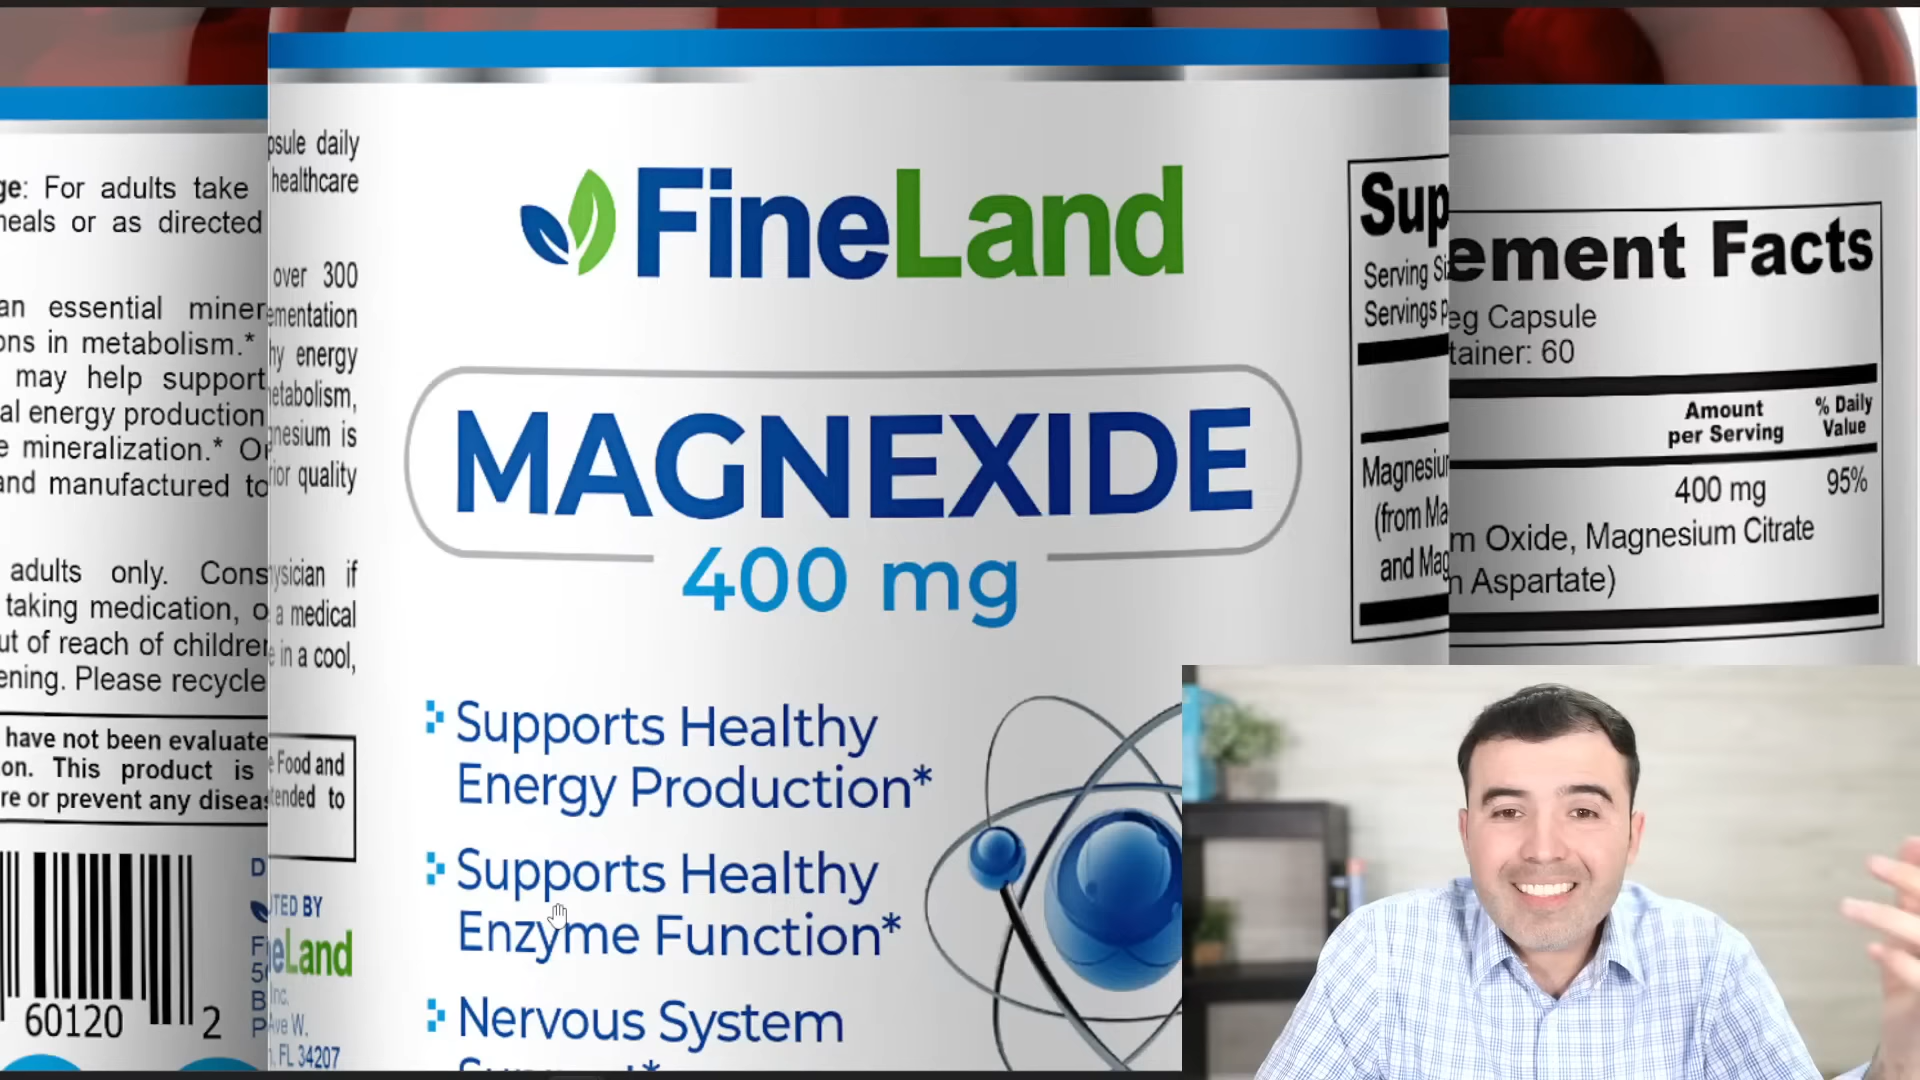 ge: For adults take
neals or as directed
an essential miner
ons in metabolism.*
may help support
al energy production
e mineralization.* Or
and manufactured to
adults only. Cons
taking medication, o
ut of reach of children
ening. Please recycle
have not been evaluate
on. This product is
re or prevent any diseas
60120 2
psule daily
healthcare
over 300
ementation
hy energy
netabolism,
gnesium is
rior quality
ysician if
a medical
e in a cool,
e Food and
tended to
UTED BY
eLand
Inc.
Ave W.
FL 34207
FineLand
MAGNEXIDE
400 mg
Supports Healthy
Energy Production*
Supports Healthy
Enzyme Function*
Nervous System
Sup
Serving Si
Servings p
Magnesiu
(from Ma
and Mag
ement Facts
eg Capsule
tainer: 60
Amount
per Serving
% Daily
Value
400 mg 95%
m Oxide, Magnesium Citrate
n Aspartate)